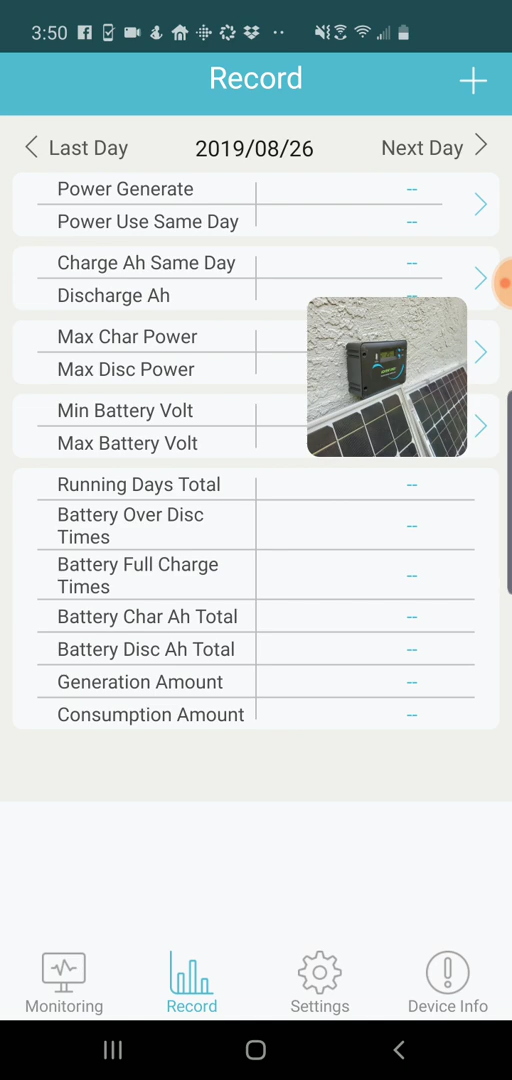 3:50
Record
Last Day 2019/08/26 Next Day
Power Generate --
Power Use Same Day --
Charge Ah Same Day --
Discharge Ah --
Max Char Power
Max Disc Power
Min Battery Volt
Max Battery Volt
Running Days Total --
Battery Over Disc
Times --
Battery Full Charge
Times --
Battery Char Ah Total --
Battery Disc Ah Total --
Generation Amount --
Consumption Amount --
Monitoring Record Settings Device Info